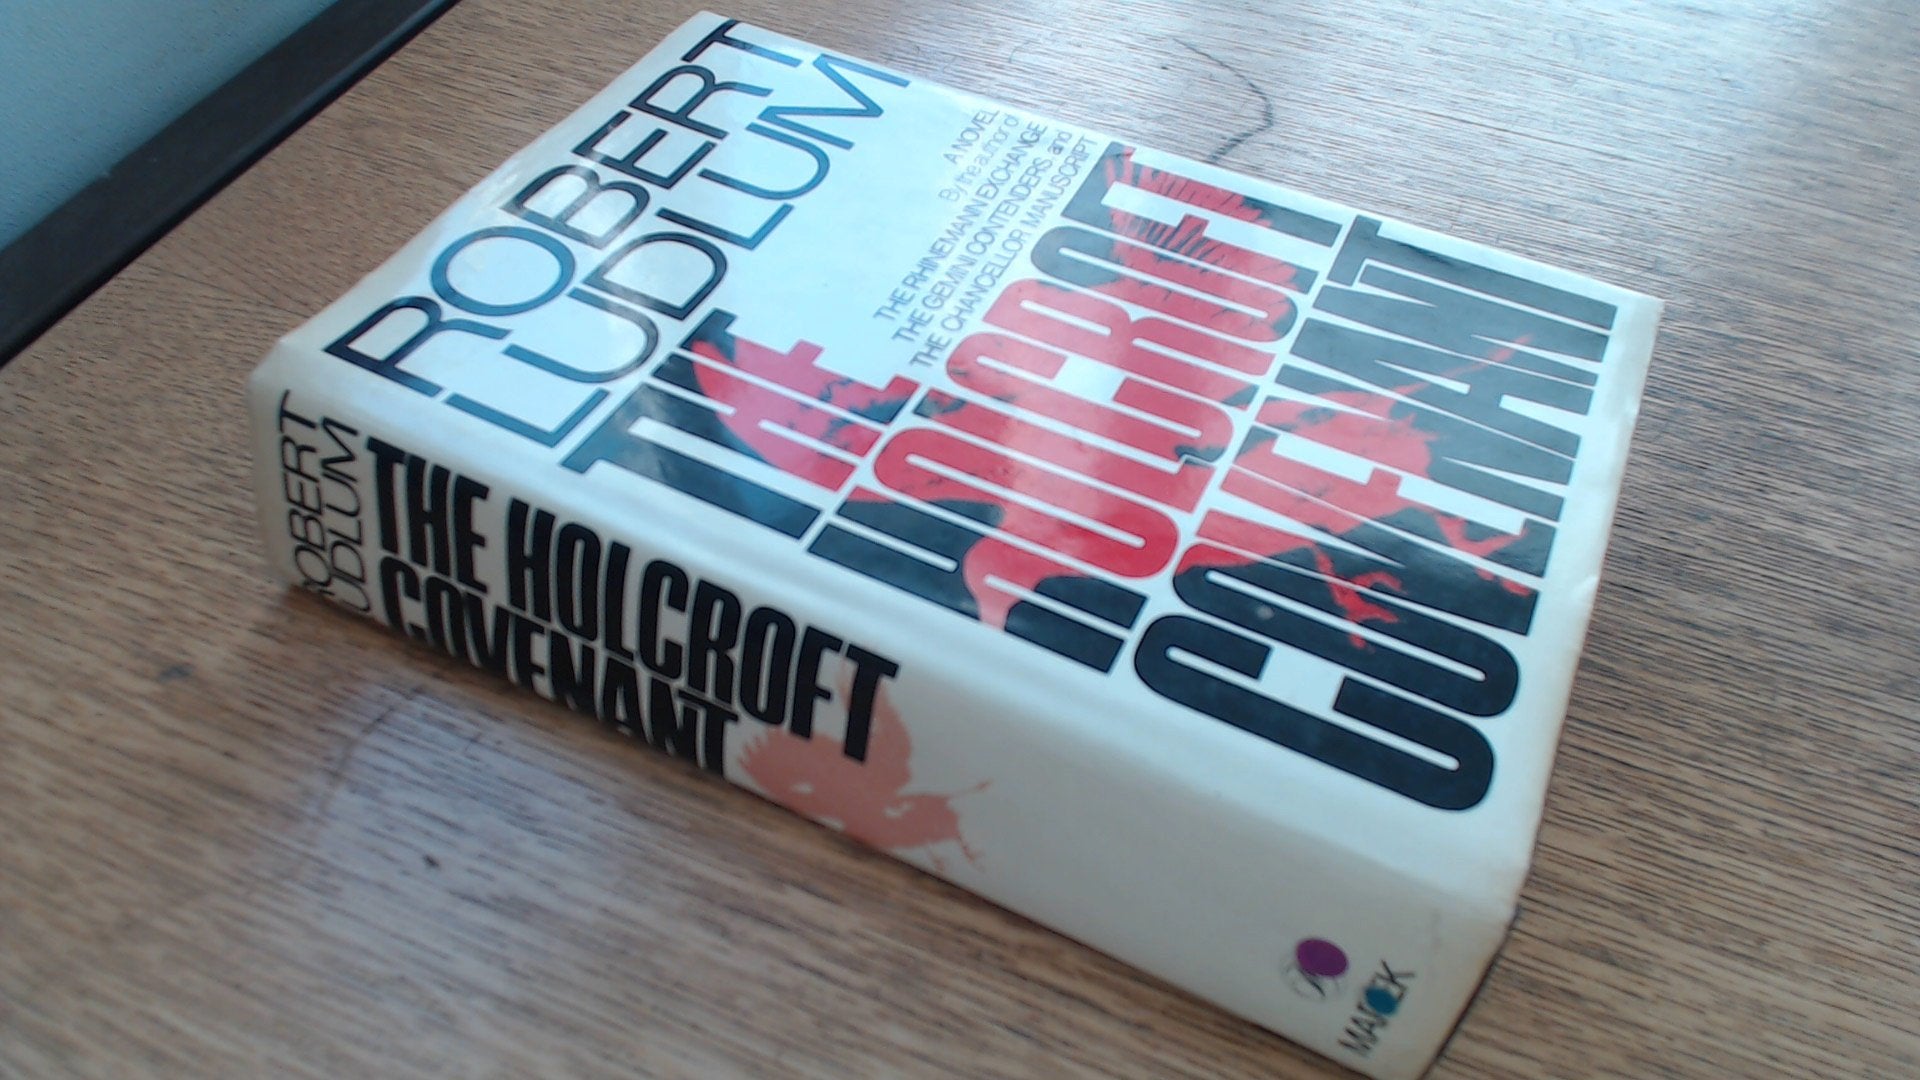 ROBERT
LUDLUM
A NOVEL
By the author of
THE RHINEMANN EXCHANGE
THE GEMINI CONTENDERS and
THE CHANCELLOR MANUSCRIPT
THE
HOLCROFT
COVENANT
ROBERT
LUDLUM
THE HOLCROFT
COVENANT
MAREK